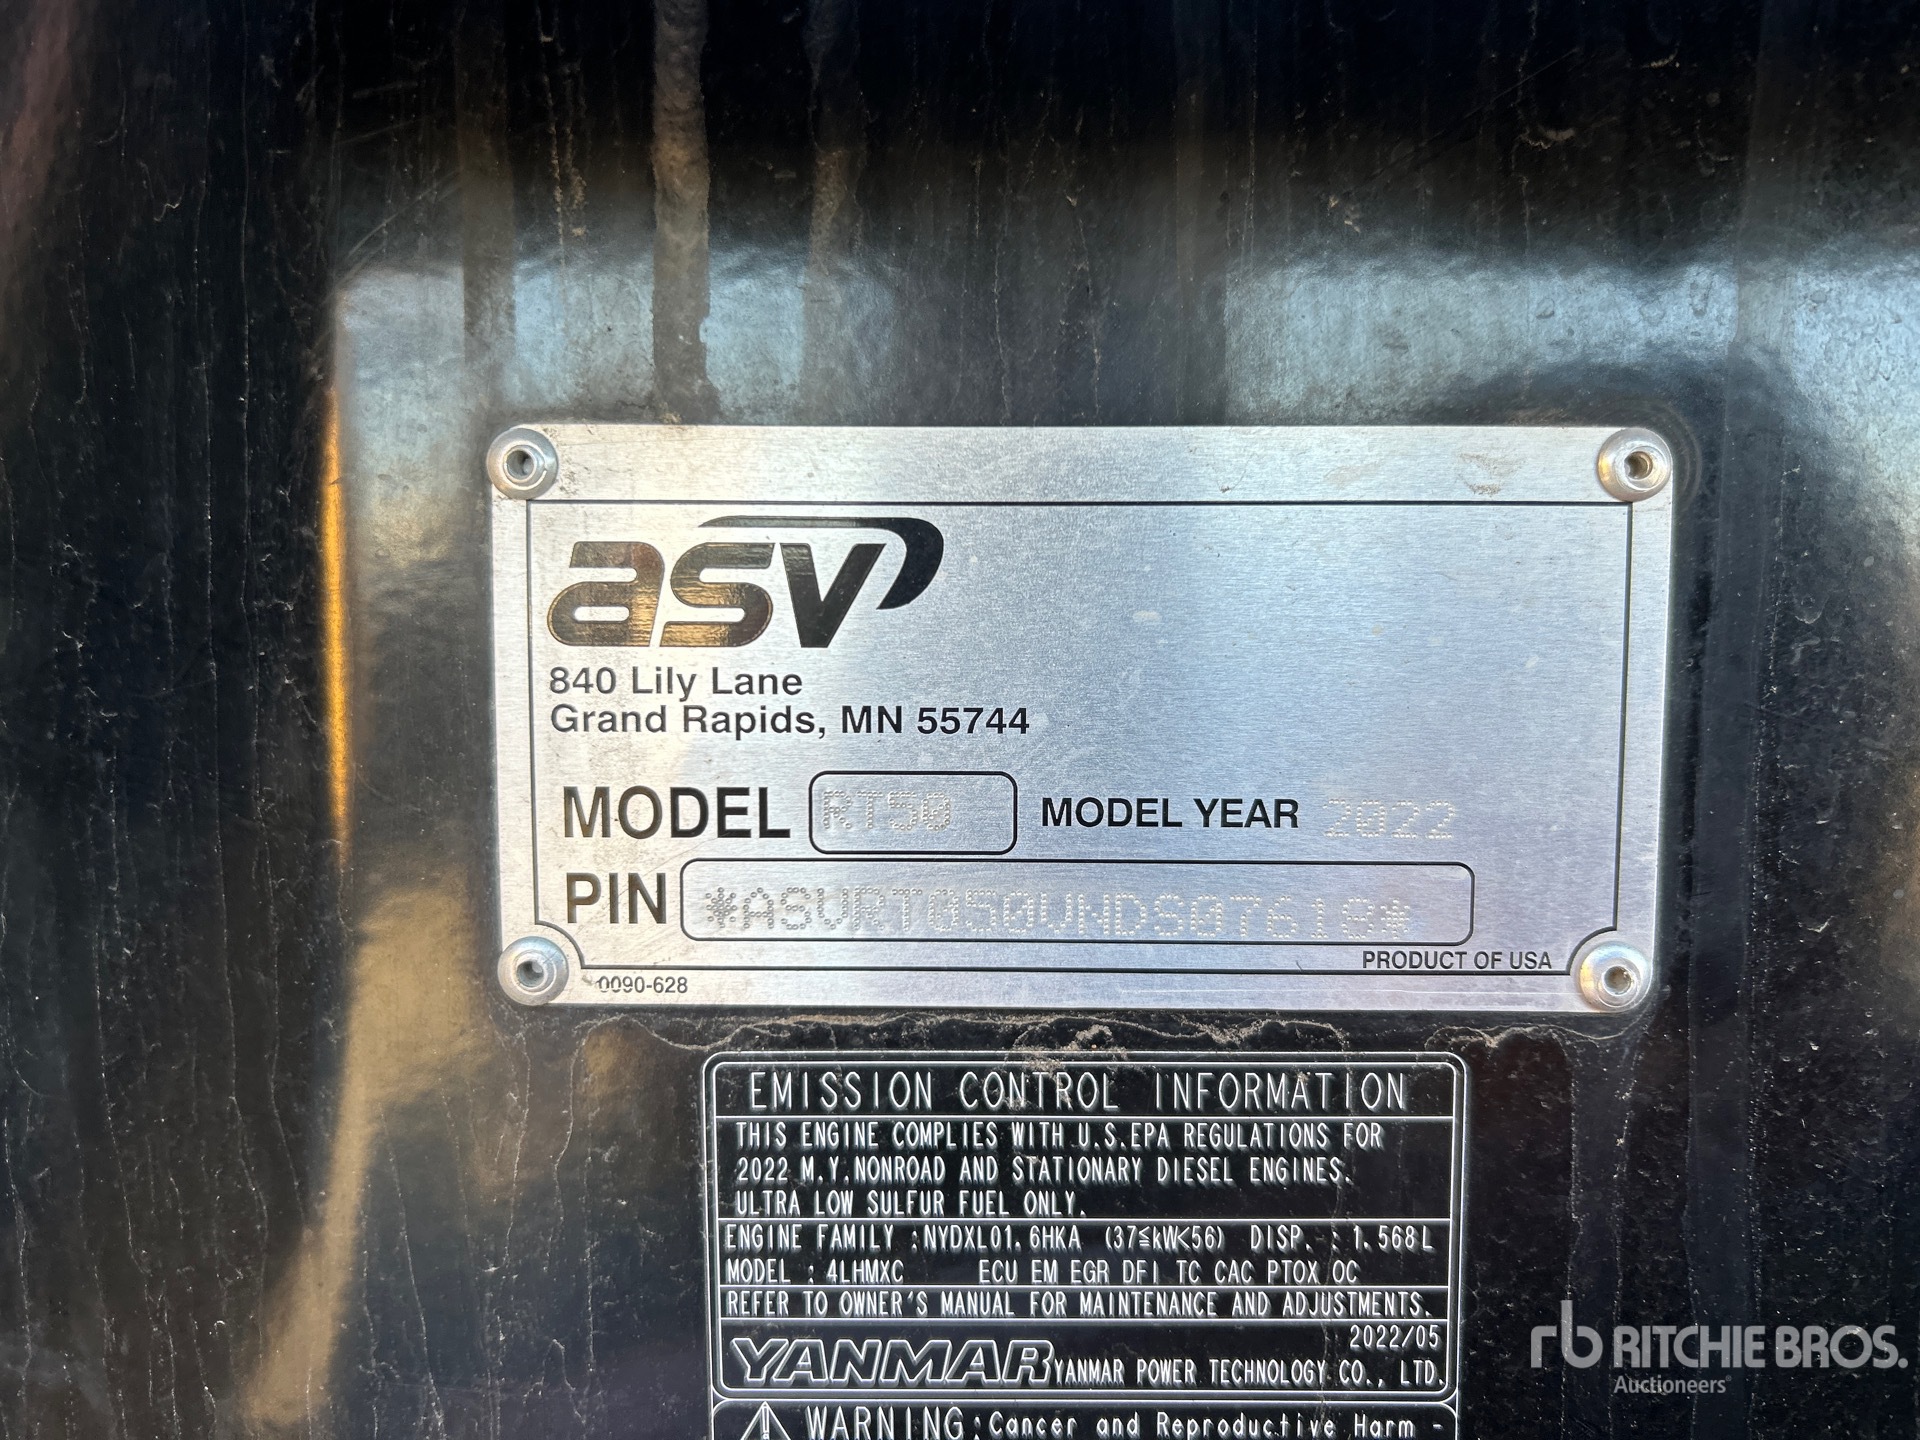 asv
840 Lily Lane
Grand Rapids, MN 55744
MODEL RT50 MODEL YEAR 2022
PIN *ASVRT050VNDS07618*
PRODUCT OF USA
0090-628
EMISSION CONTROL INFORMATION
THIS ENGINE COMPLIES WITH U.S.EPA REGULATIONS FOR
2022 M.Y.NONROAD AND STATIONARY DIESEL ENGINES.
ULTRA LOW SULFUR FUEL ONLY.
ENGINE FAMILY :NYDXL01.6HKA (37≦kW<56) DISP. : 1.568L
MODEL : 4LHMXC ECU EM EGR DFI TC CAC PTOX OC
REFER TO OWNER'S MANUAL FOR MAINTENANCE AND ADJUSTMENTS.
2022/05
YANMAR YANMAR POWER TECHNOLOGY CO., LTD.
WARNING: Cancer and Reproductive Harm -
rb RITCHIE BROS.
Auctioneers